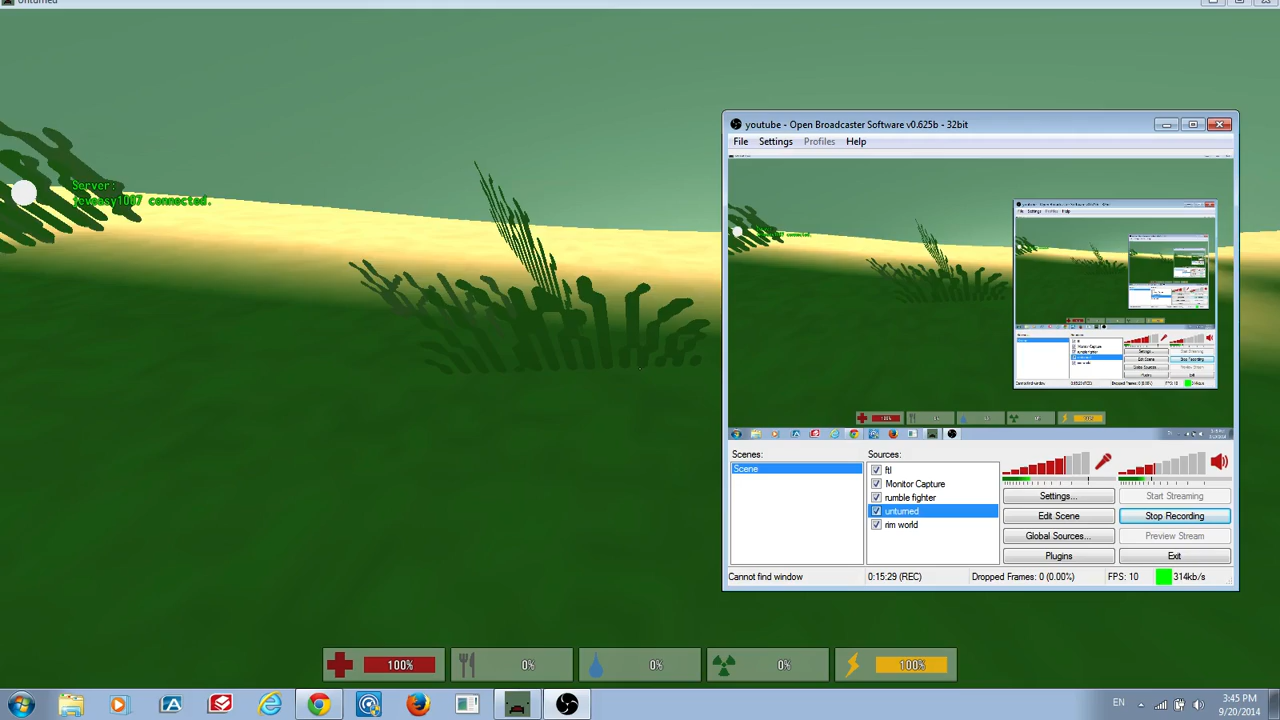 Unturned
youtube - Open Broadcaster Software v0.625b - 32bit
File Settings Profiles Help
Server:
connected.
Scenes:
Scene
Sources:
ftl
Monitor Capture
rumble fighter
unturned
rim world
Settings...
Start Streaming
Edit Scene
Stop Recording
Global Sources...
Preview Stream
Plugins
Exit
Cannot find window
0:15:29 (REC)
Dropped Frames: 0 (0.00%)
FPS: 10
314kb/s
100%
0%
0%
0%
100%
EN
3:45 PM
9/20/2014